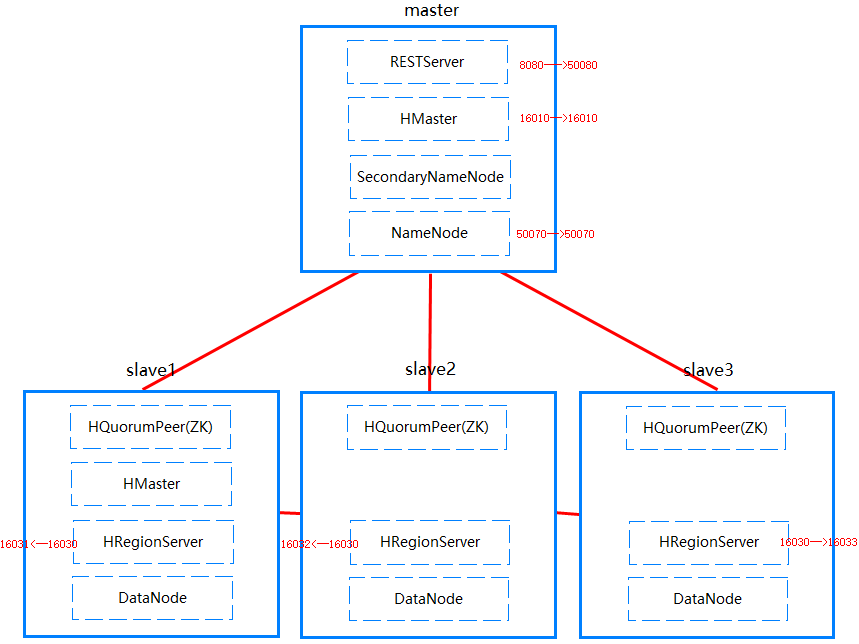 master
RESTServer
8080—>50080
HMaster
16010—>16010
SecondaryNameNode
NameNode
50070—>50070
slave1
slave2
slave3
HQuorumPeer(ZK)
HQuorumPeer(ZK)
HQuorumPeer(ZK)
HMaster
16031<—16030
HRegionServer
16032<—16030
HRegionServer
HRegionServer
16030—>16033
DataNode
DataNode
DataNode